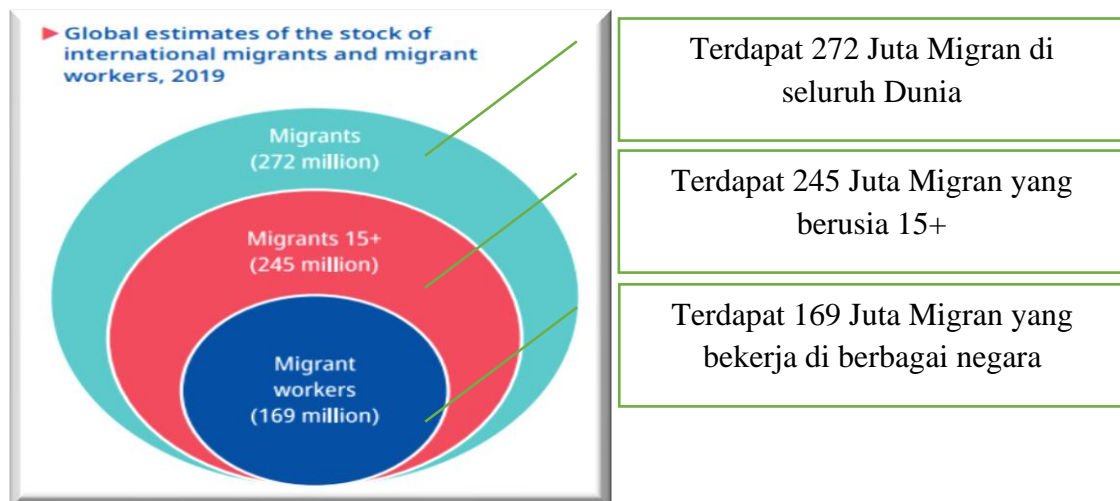 ► Global estimates of the stock of
international migrants and migrant
workers, 2019
Migrants
(272 million)
Migrants 15+
(245 million)
Migrant
workers
(169 million)
Terdapat 272 Juta Migran di
seluruh Dunia
Terdapat 245 Juta Migran yang
berusia 15+
Terdapat 169 Juta Migran yang
bekerja di berbagai negara